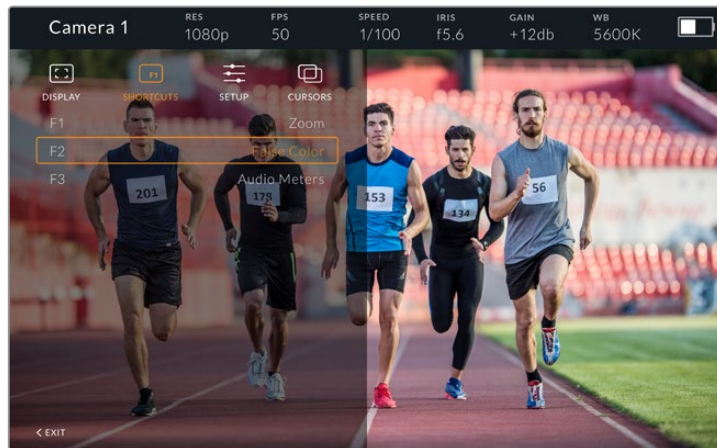 Camera 1
RES FPS SPEED IRIS GAIN WB
1080p 50 1/100 f5.6 +12db 5600K
F1
DISPLAY SHORTCUTS SETUP CURSORS
F1 Zoom
F2 False Color
F3 Audio Meters
201 178 153 134 56
< EXIT